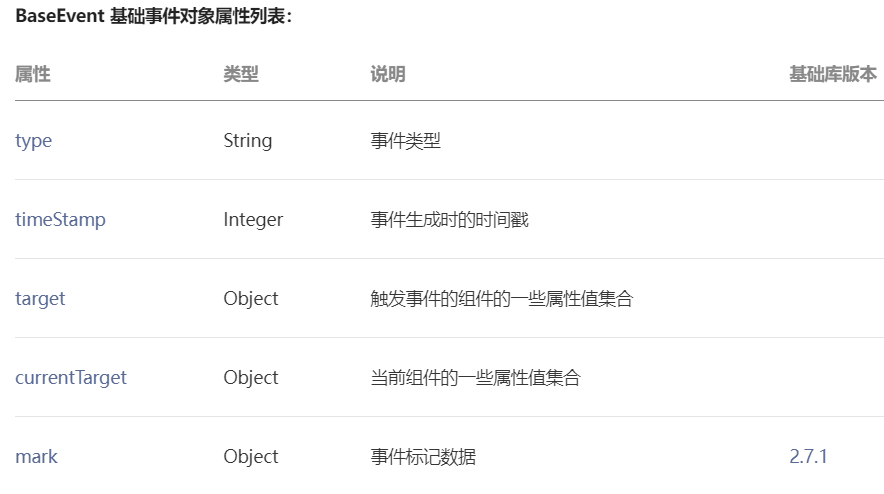 BaseEvent 基础事件对象属性列表：
属性 类型 说明 基础库版本
type String 事件类型
timeStamp Integer 事件生成时的时间戳
target Object 触发事件的组件的一些属性值集合
currentTarget Object 当前组件的一些属性值集合
mark Object 事件标记数据 2.7.1